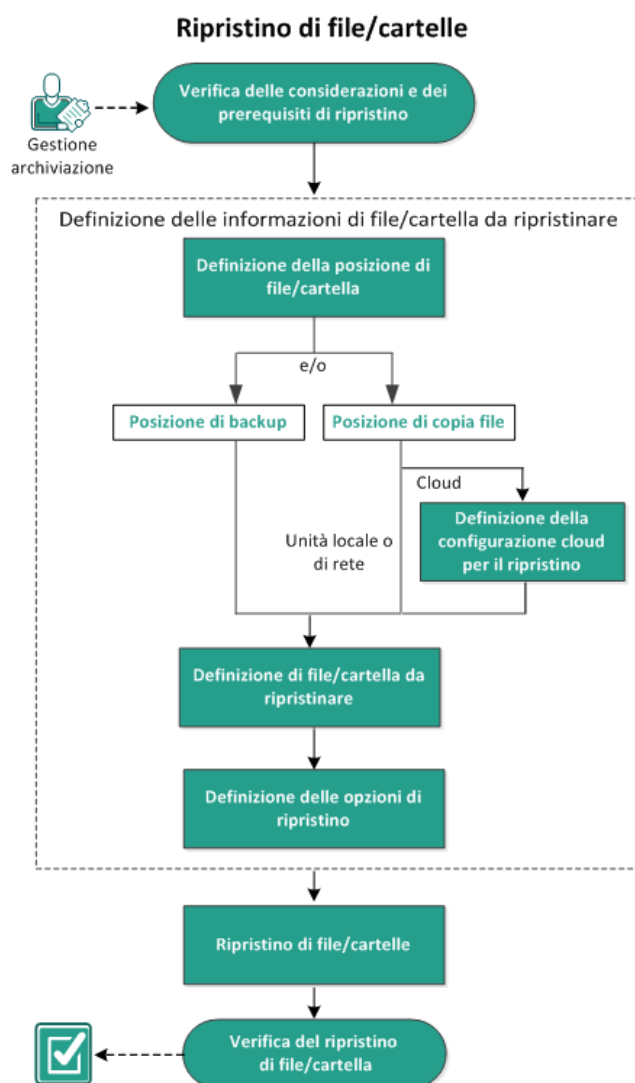 Ripristino di file/cartelle
Verifica delle considerazioni e dei
prerequisiti di ripristino
Gestione
archiviazione
Definizione delle informazioni di file/cartella da ripristinare
Definizione della posizione di
file/cartella
e/o
Posizione di backup
Posizione di copia file
Cloud
Unità locale o
di rete
Definizione della
configurazione cloud
per il ripristino
Definizione di file/cartella da
ripristinare
Definizione delle opzioni di
ripristino
Ripristino di file/cartelle
Verifica del ripristino
di file/cartella